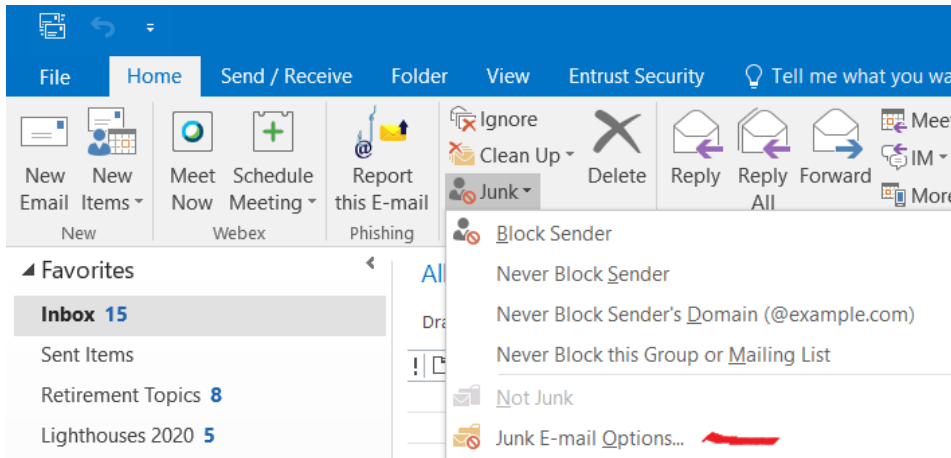 File Home Send / Receive Folder View Entrust Security Tell me what you wa
New Email New Items Meet Now Schedule Meeting Report this E-mail Ignore Clean Up Junk Delete Reply Reply All Forward Meet IM More
New Webex Phishing
Block Sender
Never Block Sender
Never Block Sender's Domain (@example.com)
Never Block this Group or Mailing List
Not Junk
Junk E-mail Options...
Favorites
Inbox 15
Sent Items
Retirement Topics 8
Lighthouses 2020 5
All
Dra
!